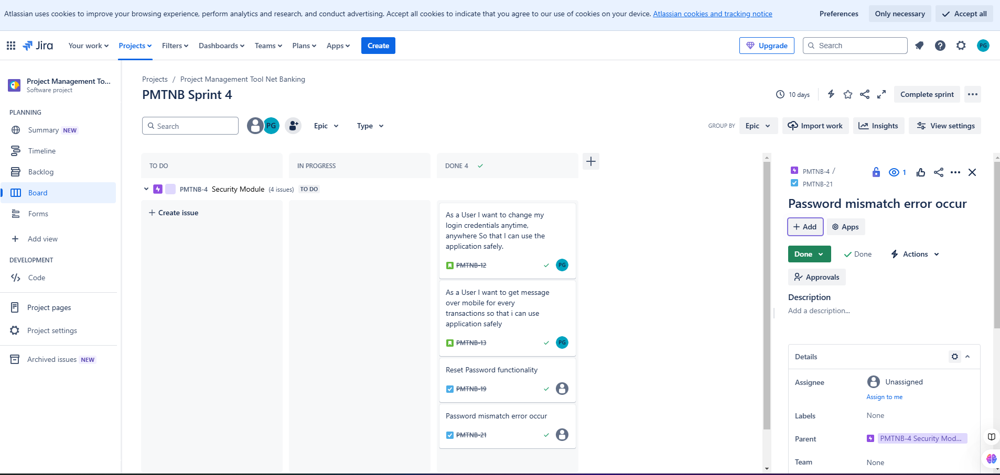 Atlassian uses cookies to improve your browsing experience, perform analytics and research, and conduct advertising. Accept all cookies to indicate that you agree to our use of cookies on your device. Atlassian cookies and tracking notice
Preferences
Only necessary
Accept all
Jira
Your work
Projects
Filters
Dashboards
Teams
Plans
Apps
Create
Upgrade
Search
PG
Project Management To...
Software project
PLANNING
Summary NEW
Timeline
Backlog
Board
Forms
Add view
DEVELOPMENT
Code
Project pages
Project settings
Archived issues NEW
Projects / Project Management Tool Net Banking
PMTNB Sprint 4
10 days
Complete sprint
Search
PG
Epic
Type
GROUP BY
Epic
Import work
Insights
View settings
TO DO
IN PROGRESS
DONE 4
PMTNB-4 Security Module (4 issues) TO DO
Create issue
As a User I want to change my
login credentials anytime,
anywhere So that I can use the
application safely.
PMTNB-12
PG
As a User I want to get message
over mobile for every
transactions so that i can use
application safely
PMTNB-13
PG
Reset Password functionality
PMTNB-19
Password mismatch error occur
PMTNB-21
PMTNB-4 /
PMTNB-21
1
Password mismatch error occur
Add
Apps
Done
Done
Actions
Approvals
Description
Add a description...
Details
Assignee
Unassigned
Assign to me
Labels
None
Parent
PMTNB-4 Security Mod...
Team
None